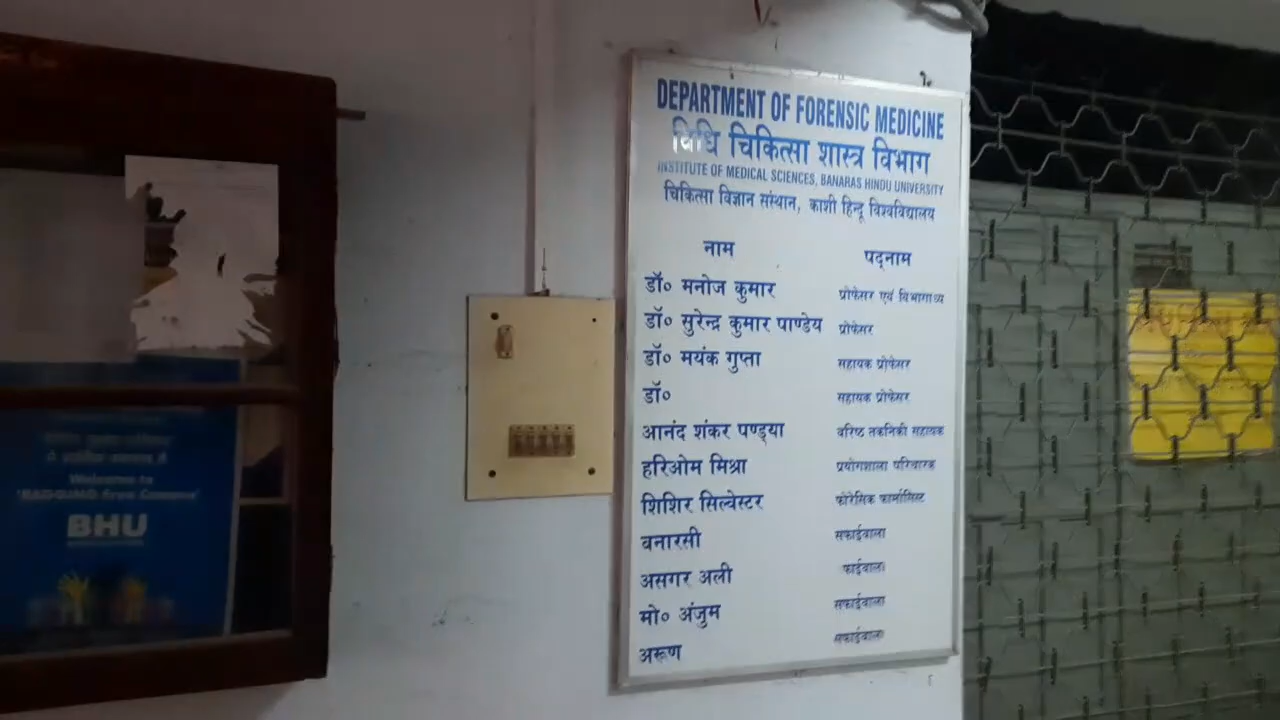 DEPARTMENT OF FORENSIC MEDICINE
विधि चिकित्सा शास्त्र विभाग
INSTITUTE OF MEDICAL SCIENCES, BANARAS HINDU UNIVERSITY
चिकित्सा विज्ञान संस्थान, काशी हिन्दू विश्वविद्यालय
नाम पद्नाम
डॉ० मनोज कुमार प्रोफेसर एवं विभागाध्य
डॉ० सुरेन्द्र कुमार पाण्डेय प्रोफेसर
डॉ० मयंक गुप्ता सहायक प्रोफेसर
डॉ० सहायक प्रोफेसर
आनंद शंकर पण्ड्या वरिष्ठ तकनिकी सहायक
हरिओम मिश्रा प्रयोगशाला परिचारक
शिशिर सिल्वेस्टर फोरेंसिक फार्मासिस्ट
बनारसी सफाईवाला
असगर अली फाईवाला
मो० अंजुम सफाईवाला
अरूण सफाईवाला
Welcome to
BHU